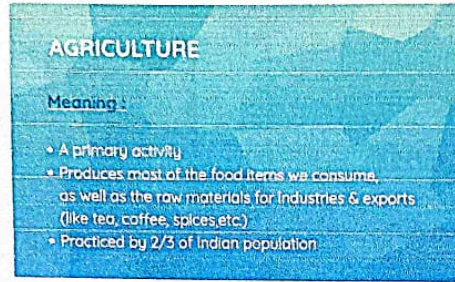 AGRICULTURE
Meaning :
• A primary activity
• Produces most of the food items we consume,
as well as the raw materials for industries & exports
(like tea, coffee, spices,etc.)
• Practiced by 2/3 of Indian population